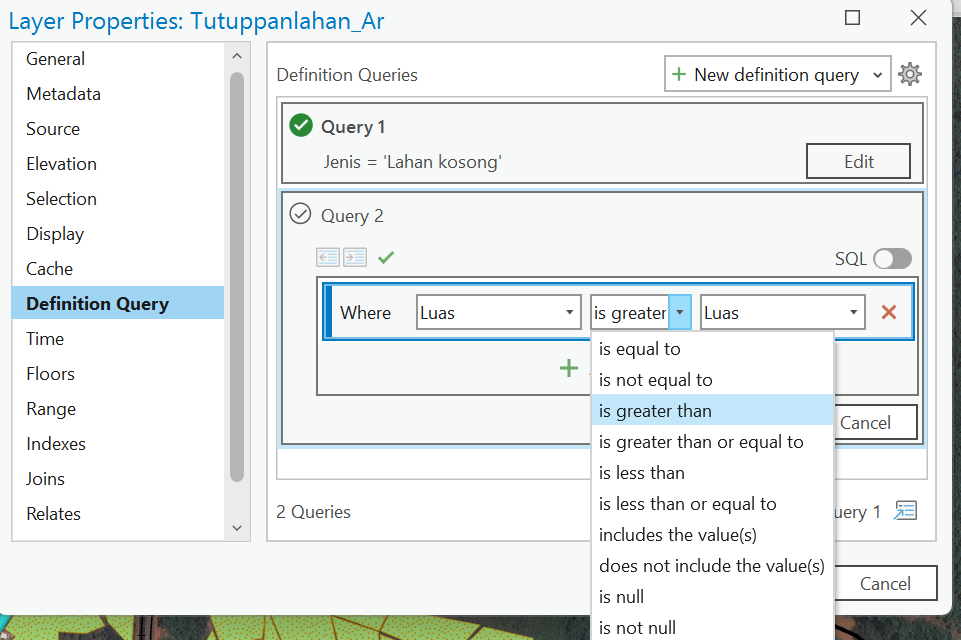 Layer Properties: Tutuppanlahan_Ar
General
Metadata
Source
Elevation
Selection
Display
Cache
Definition Query
Time
Floors
Range
Indexes
Joins
Relates
Definition Queries
New definition query
Query 1
Jenis = 'Lahan kosong'
Edit
Query 2
SQL
Where Luas is greater Luas
is equal to
is not equal to
is greater than
is greater than or equal to
is less than
is less than or equal to
includes the value(s)
does not include the value(s)
is null
is not null
Cancel
2 Queries
uery 1
Cancel